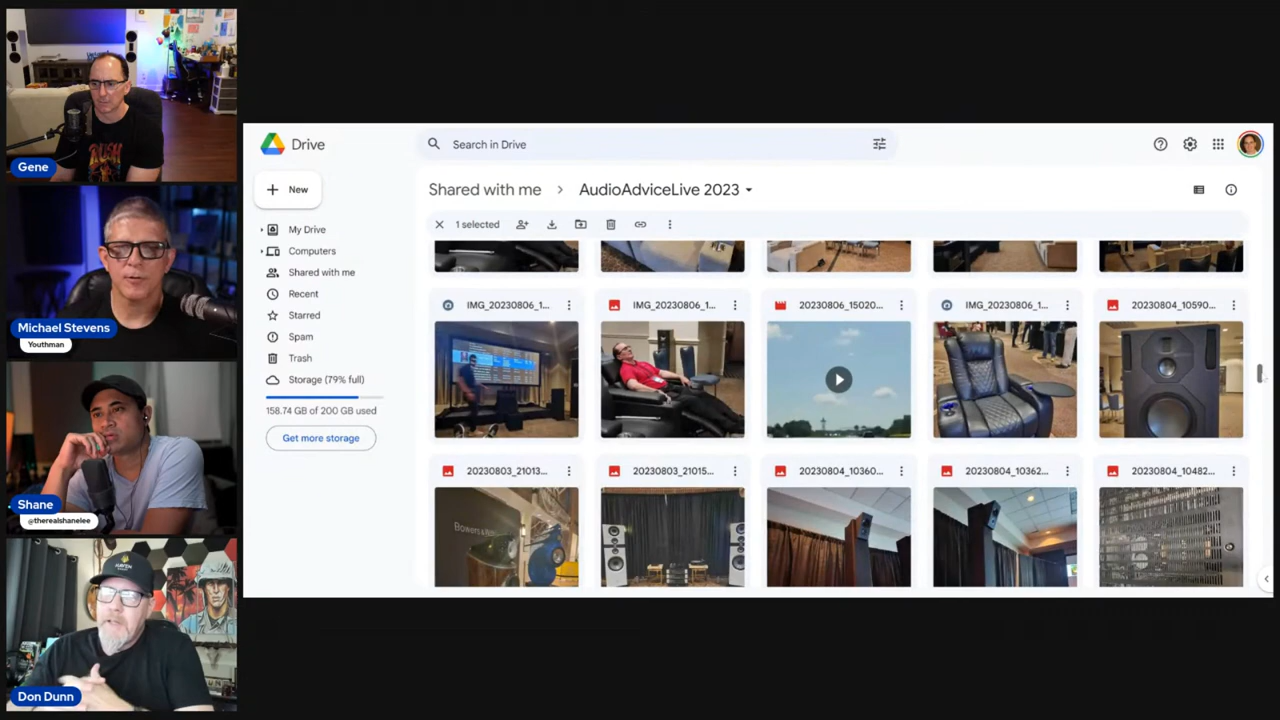 Gene
Michael Stevens
Youthman
Shane
@therealshanelee
Don Dunn
Drive
Search in Drive
New
My Drive
Computers
Shared with me
Recent
Starred
Spam
Trash
Storage (79% full)
158.74 GB of 200 GB used
Get more storage
Shared with me > AudioAdviceLive 2023
1 selected
IMG_20230806_1...
IMG_20230806_1...
20230806_15020...
IMG_20230806_1...
20230804_10590...
20230803_21013...
20230803_21015...
20230804_10360...
20230804_10362...
20230804_10482...
Bowers & Wilkins